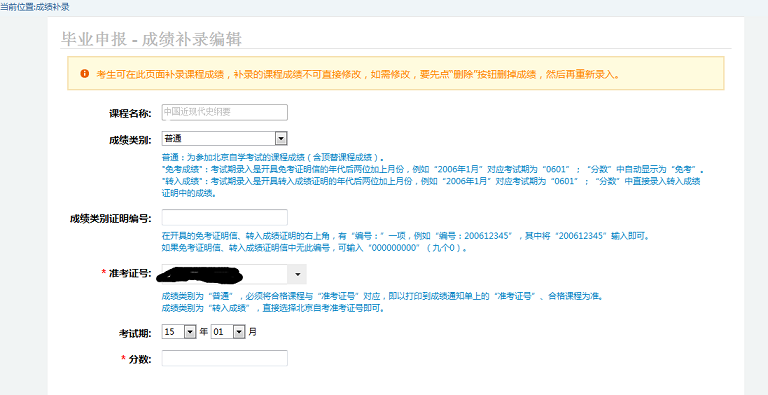 当前位置:成绩补录
毕业申报 - 成绩补录编辑
考生可在此页面补录课程成绩，补录的课程成绩不可直接修改，如需修改，要先点"删除"按钮删掉成绩，然后再重新录入。
课程名称: 中国近现代史纲要
成绩类别: 普通
普通：为参加北京自学考试的课程成绩（含顶替课程成绩）。
"免考成绩"：考试期录入是开具免考证明信的年代后两位加上月份，例如“2006年1月”对应考试期为“0601”；“分数”中自动显示为“免考”。
"转入成绩"：考试期录入是开具转入成绩证明的年代后两位加上月份，例如“2006年1月”对应考试期为“0601”；“分数”中直接录入转入成绩
证明中的成绩。
成绩类别证明编号:
在开具的免考证明信、转入成绩证明的右上角，有“编号：”一项，例如“编号：200612345”，其中将“200612345”输入即可。
如果免考证明信、转入成绩证明信中无此编号，可输入“000000000”（九个0）。
* 准考证号:
成绩类别为“普通”，必须将合格课程与“准考证号”对应，即以打印到成绩通知单上的“准考证号”、合格课程为准。
成绩类别为“转入成绩”，直接选择北京自考准考证号即可。
考试期: 15 年 01 月
* 分数: